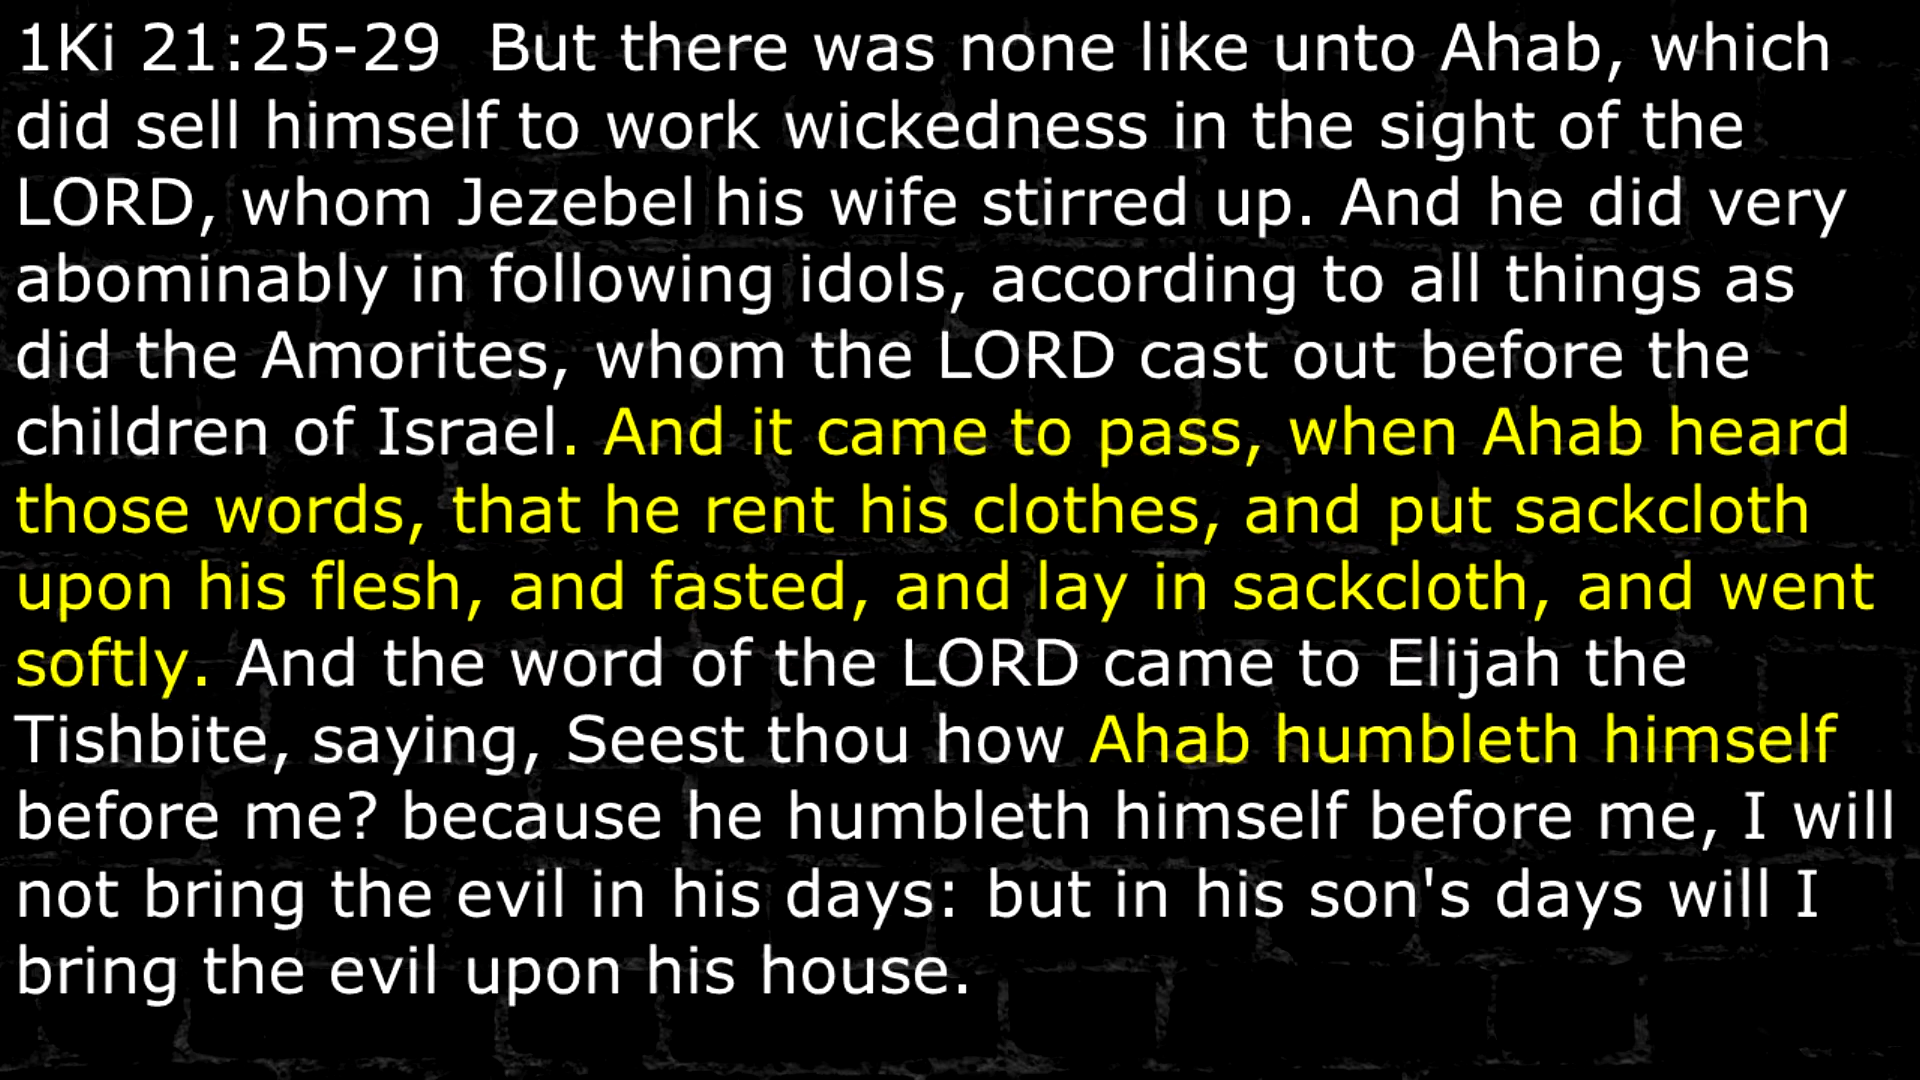 1Ki 21:25-29  But there was none like unto Ahab, which
did sell himself to work wickedness in the sight of the
LORD, whom Jezebel his wife stirred up. And he did very
abominably in following idols, according to all things as
did the Amorites, whom the LORD cast out before the
children of Israel. And it came to pass, when Ahab heard
those words, that he rent his clothes, and put sackcloth
upon his flesh, and fasted, and lay in sackcloth, and went
softly. And the word of the LORD came to Elijah the
Tishbite, saying, Seest thou how Ahab humbleth himself
before me? because he humbleth himself before me, I will
not bring the evil in his days: but in his son's days will I
bring the evil upon his house.